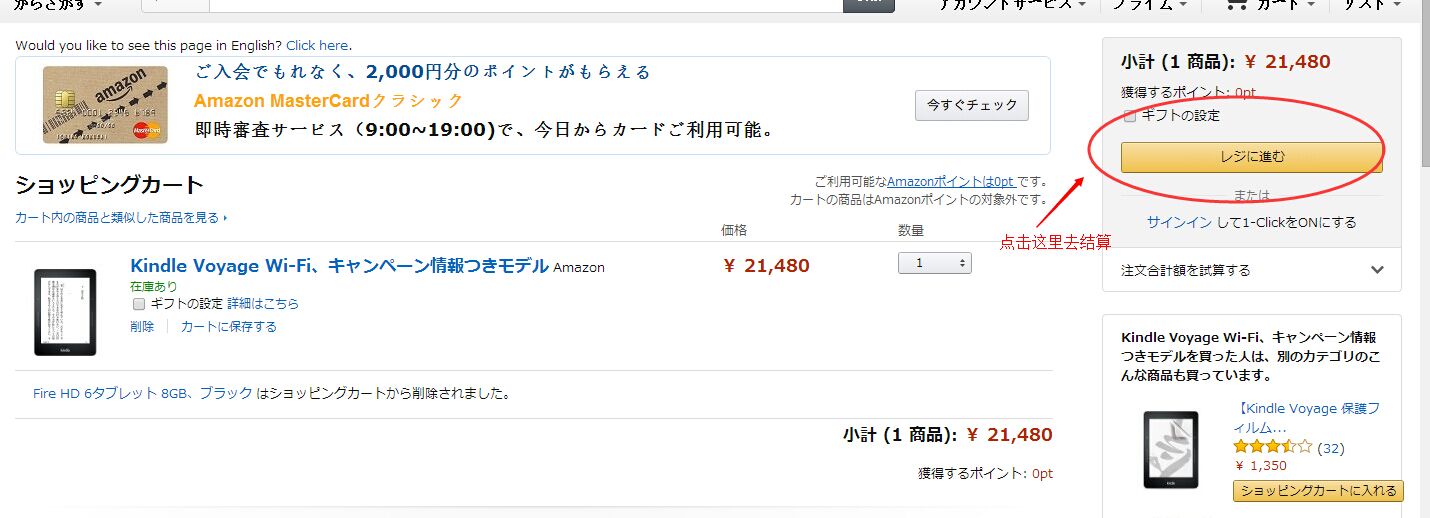 からさがす
アカウントサービス
プライム
カート
リスト
Would you like to see this page in English? Click here.
amazon
MasterCard
ご入会でもれなく、2,000円分のポイントがもらえる
Amazon MasterCardクラシック
即時審査サービス（9:00~19:00)で、今日からカードご利用可能。
今すぐチェック
ショッピングカート
カート内の商品と類似した商品を見る
ご利用可能なAmazonポイントは0pt です。
カートの商品はAmazonポイントの対象外です。
価格
数量
Kindle Voyage Wi-Fi、キャンペーン情報つきモデル Amazon
￥ 21,480
1
在庫あり
ギフトの設定 詳細はこちら
削除
カートに保存する
kindle
Fire HD 6タブレット 8GB、ブラック はショッピングカートから削除されました。
小計 (1 商品): ￥ 21,480
獲得するポイント: 0pt
小計 (1 商品): ￥ 21,480
獲得するポイント: 0pt
ギフトの設定
レジに進む
または
サインイン して1-ClickをONにする
点击这里去结算
注文合計額を試算する
Kindle Voyage Wi-Fi、キャンペーン情報
つきモデルを買った人は、別のカテゴリのこ
んな商品も買っています。
【Kindle Voyage 保護フ
ィルム...
(32)
￥ 1,350
ショッピングカートに入れる
kindle